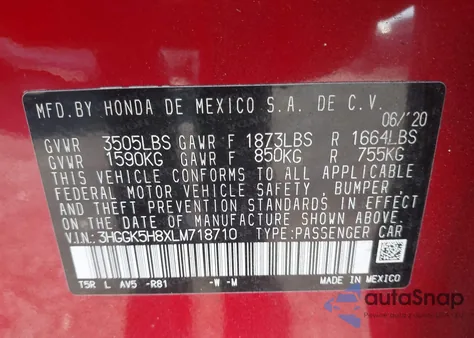 MFD.BY HONDA DE MEXICO S.A. DE C.V.
06/'20
GVWR 3505LBS GAWR F 1873LBS R 1664LBS
GVWR 1590KG GAWR F 850KG R 755KG
THIS VEHICLE CONFORMS TO ALL APPLICABLE
FEDERAL MOTOR VEHICLE SAFETY, BUMPER,
AND THEFT PREVENTION STANDARDS IN EFFECT
ON THE DATE OF MANUFACTURE SHOWN ABOVE.
V.I.N.: 3HGGK5H8XLM718710 TYPE:PASSENGER CAR
T5R L AV5 -R81 -W -M
MADE IN MEXICO
autoSnap